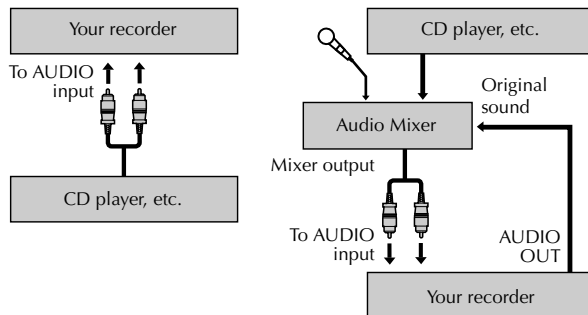 Your recorder
To AUDIO
input
CD player, etc.
CD player, etc.
Original
sound
Audio Mixer
Mixer output
To AUDIO
input
AUDIO
OUT
Your recorder